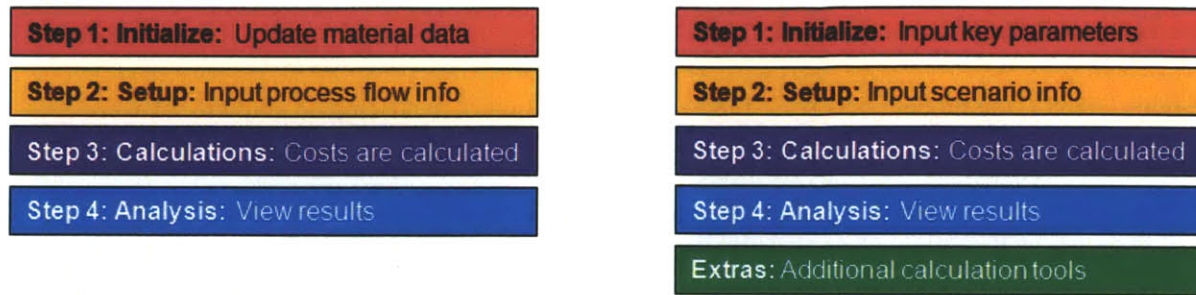 Step 1: Initialize: Update material data
Step 2: Setup: Input process flow info
Step 3: Calculations: Costs are calculated
Step 4: Analysis: View results
Step 1: Initialize: Input key parameters
Step 2: Setup: Input scenario info
Step 3: Calculations: Costs are calculated
Step 4: Analysis: View results
Extras: Additional calculation tools